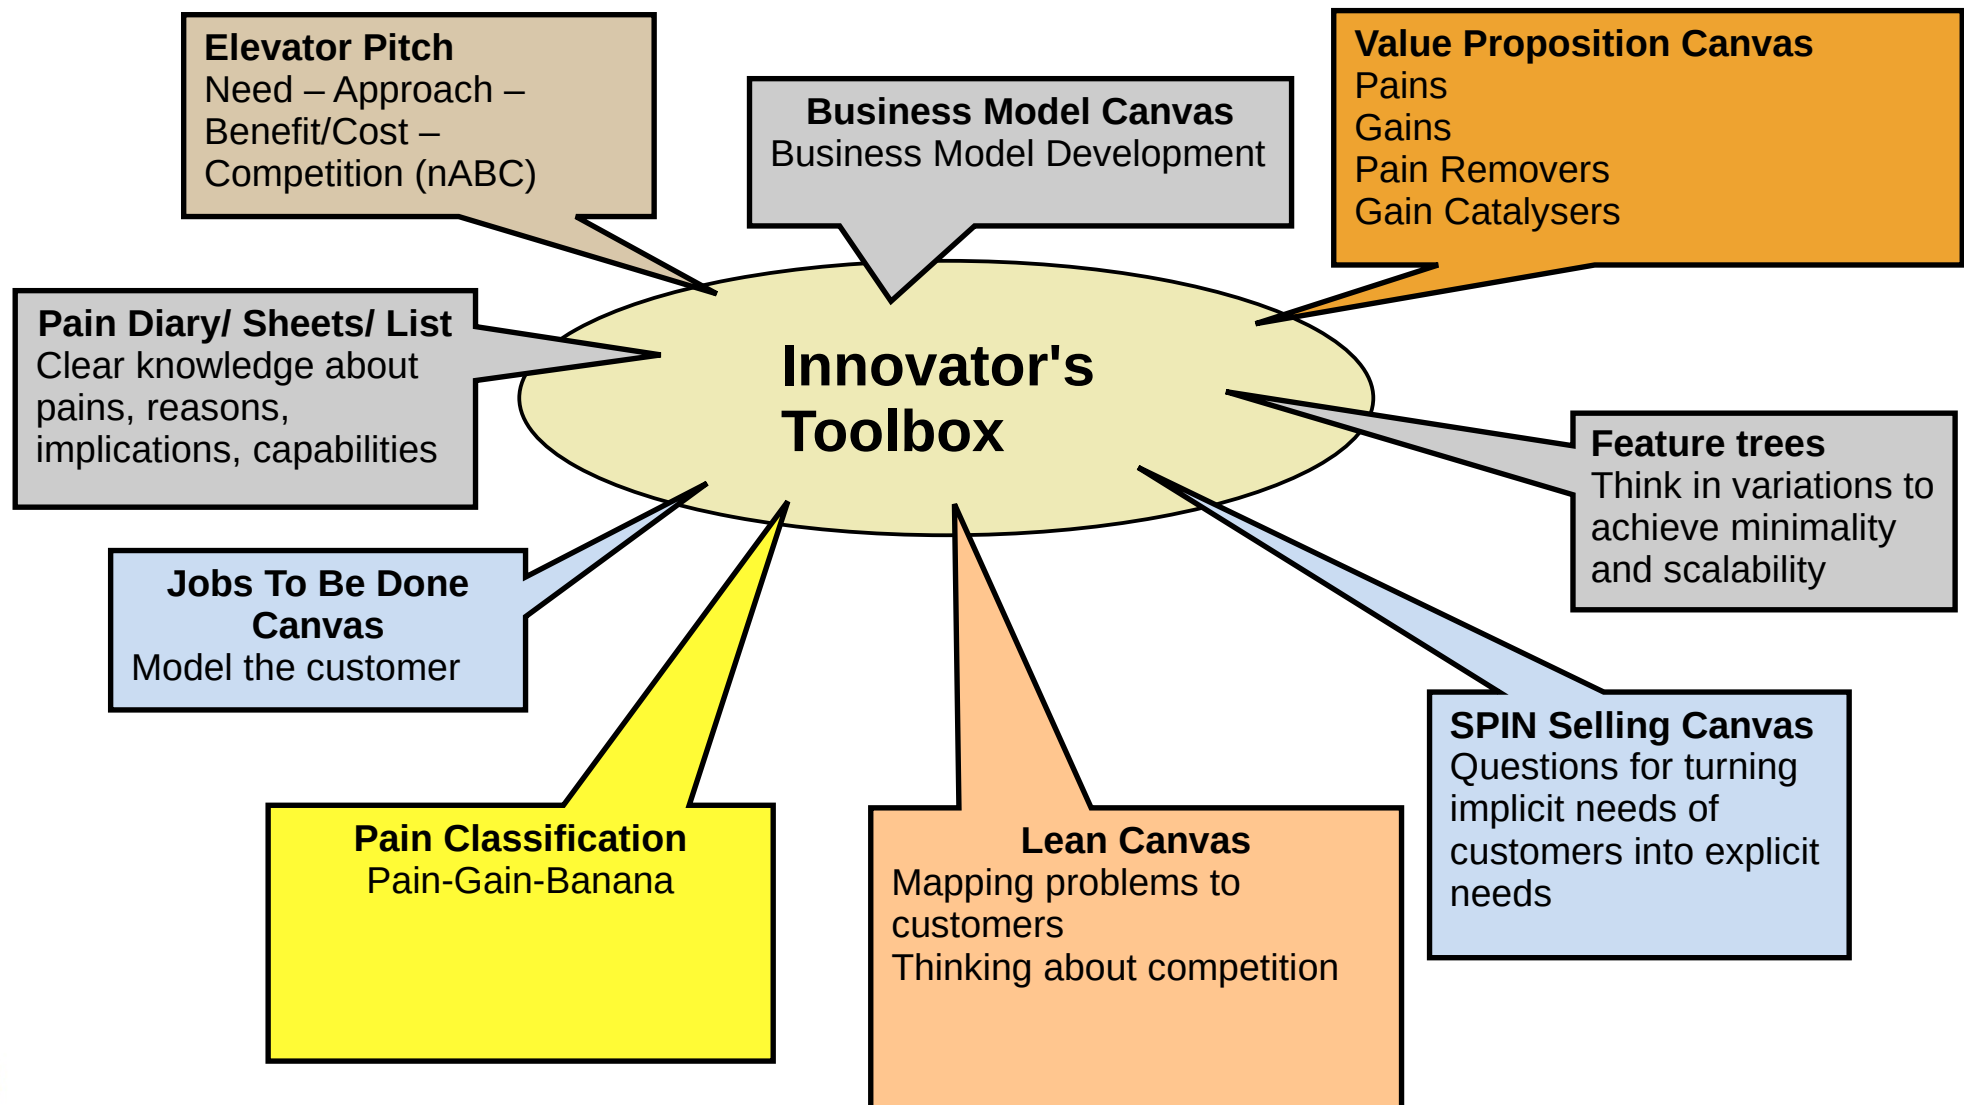 Elevator Pitch
Need – Approach –
Benefit/Cost –
Competition (nABC)
Business Model Canvas
Business Model Development
Value Proposition Canvas
Pains
Gains
Pain Removers
Gain Catalysers
Pain Diary/ Sheets/ List
Clear knowledge about
pains, reasons,
implications, capabilities
Innovator's
Toolbox
Feature trees
Think in variations to
achieve minimality
and scalability
Jobs To Be Done
Canvas
Model the customer
SPIN Selling Canvas
Questions for turning
implicit needs of
customers into explicit
needs
Pain Classification
Pain-Gain-Banana
Lean Canvas
Mapping problems to
customers
Thinking about competition